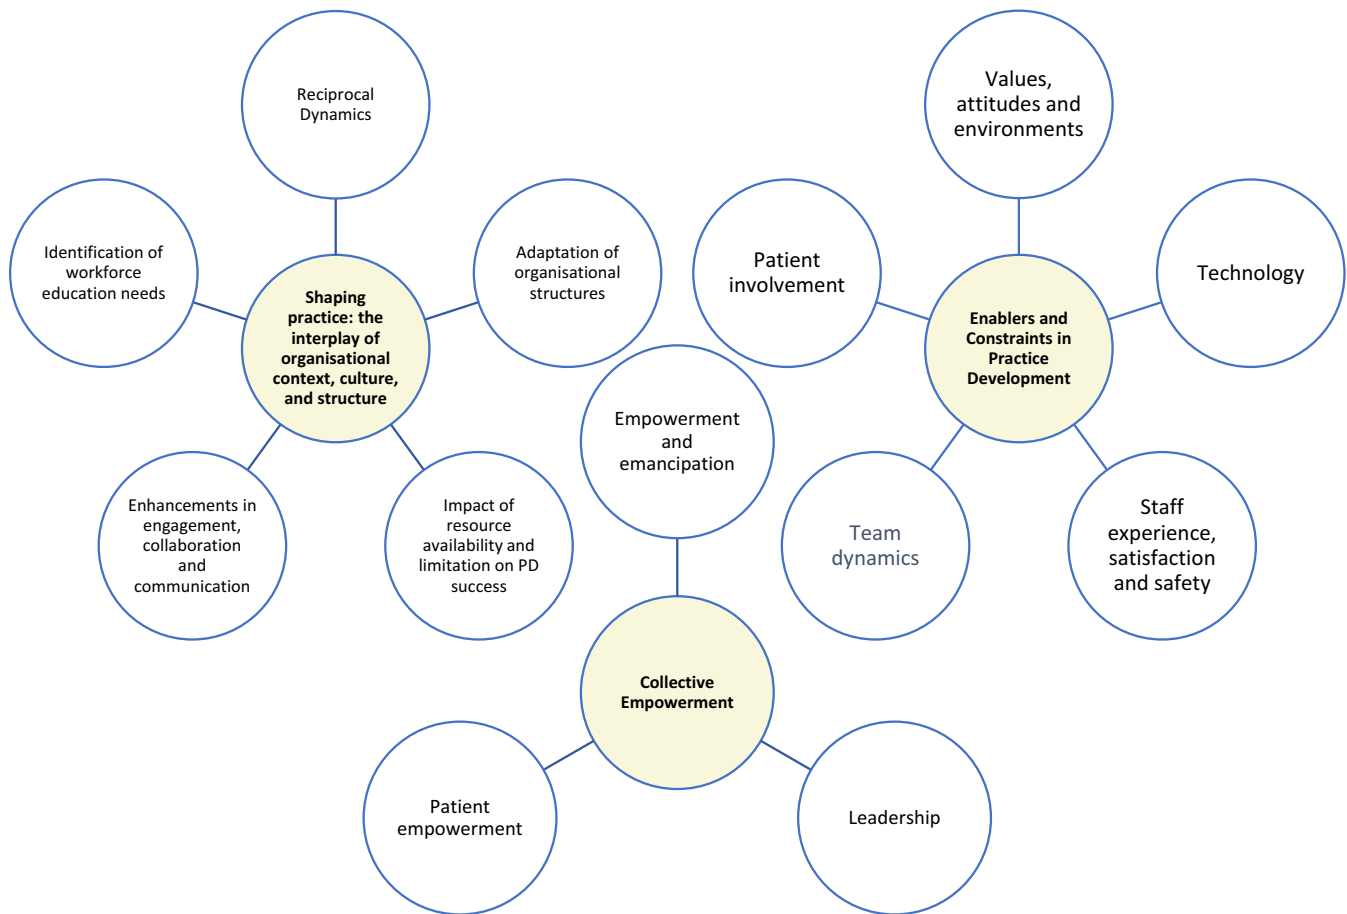 Reciprocal
Dynamics
Identification of
workforce
education needs
Adaptation of
organisational
structures
Shaping
practice: the
interplay of
organisational
context, culture,
and structure
Enhancements in
engagement,
collaboration
and
communication
Impact of
resource
availability and
limitation on PD
success
Values,
attitudes and
environments
Patient
involvement
Technology
Enablers and
Constraints in
Practice
Development
Team
dynamics
Staff
experience,
satisfaction
and safety
Empowerment
and
emancipation
Collective
Empowerment
Patient
empowerment
Leadership